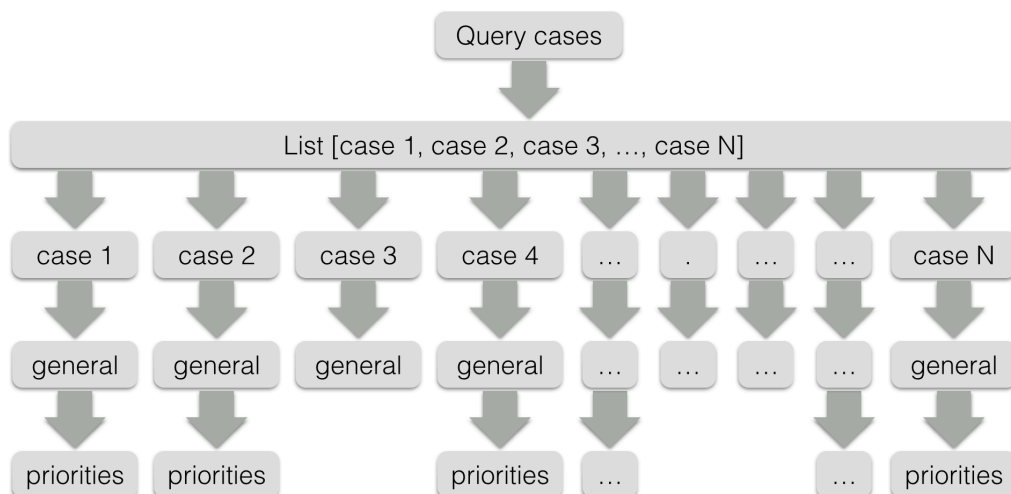 Query cases
List [case 1, case 2, case 3, ..., case N]
case 1 case 2 case 3 case 4 ... . ... ... case N
general general general general ... ... ... ... general
priorities priorities priorities ... ... priorities